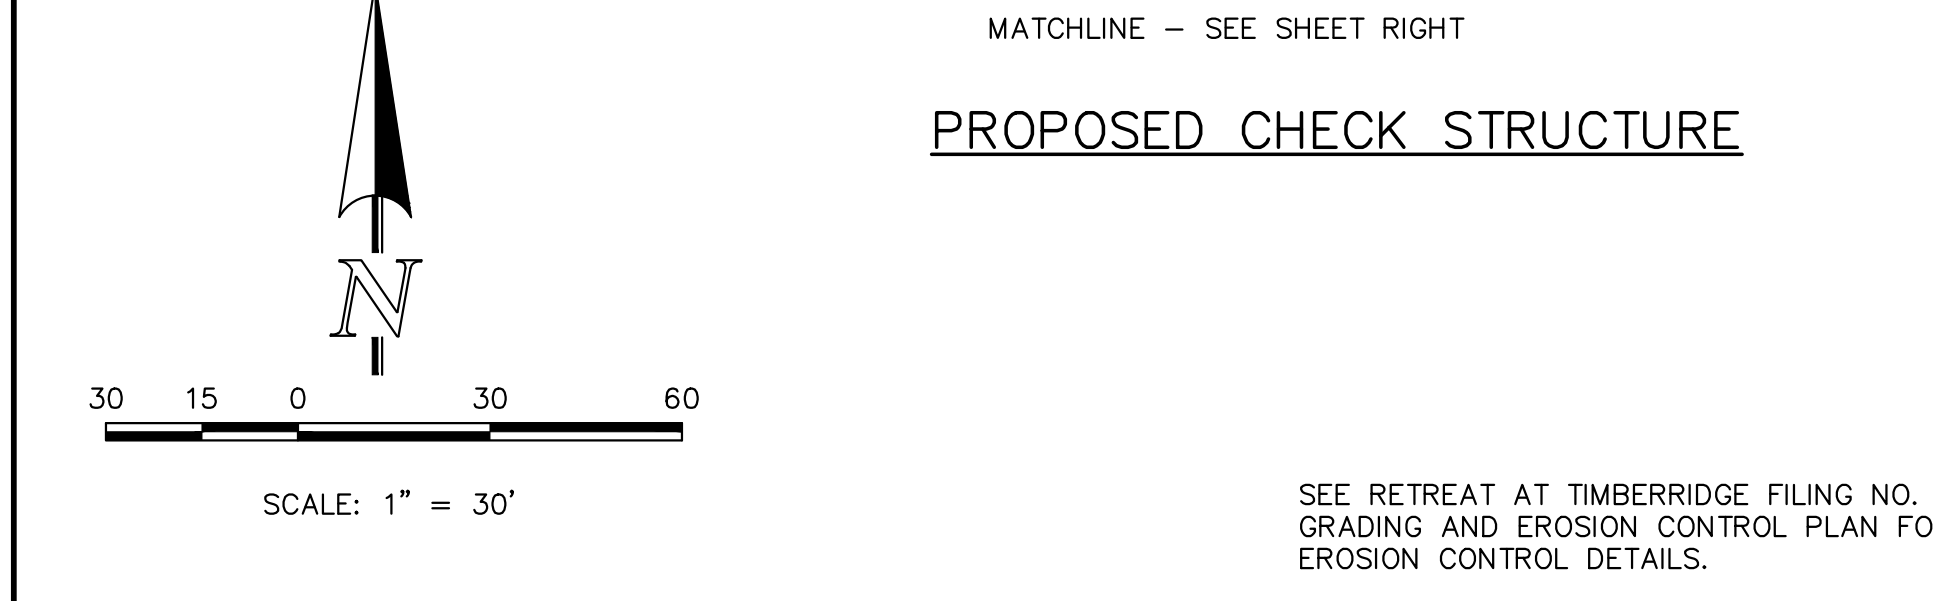 MATCHLINE – SEE SHEET RIGHT
PROPOSED CHECK STRUCTURE
N
30 15 0 30 60
SCALE: 1” = 30’
SEE RETREAT AT TIMBERRIDGE FILING NO.
GRADING AND EROSION CONTROL PLAN FO
EROSION CONTROL DETAILS.